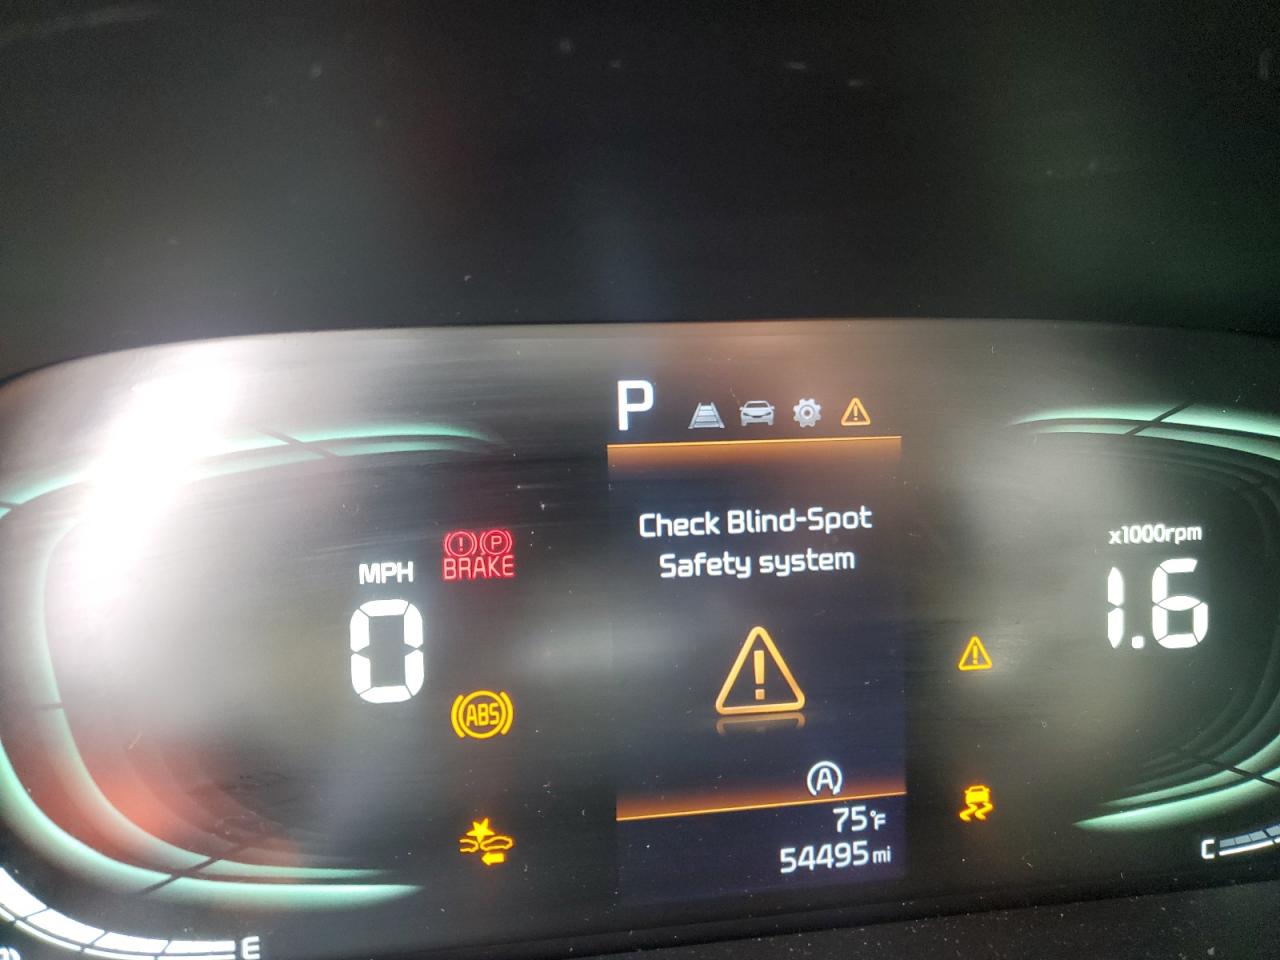 P
Check Blind-Spot
Safety system
MPH
0
(!) (P)
BRAKE
ABS
x1000rpm
1.6
A
75°F
54495 mi
E
C